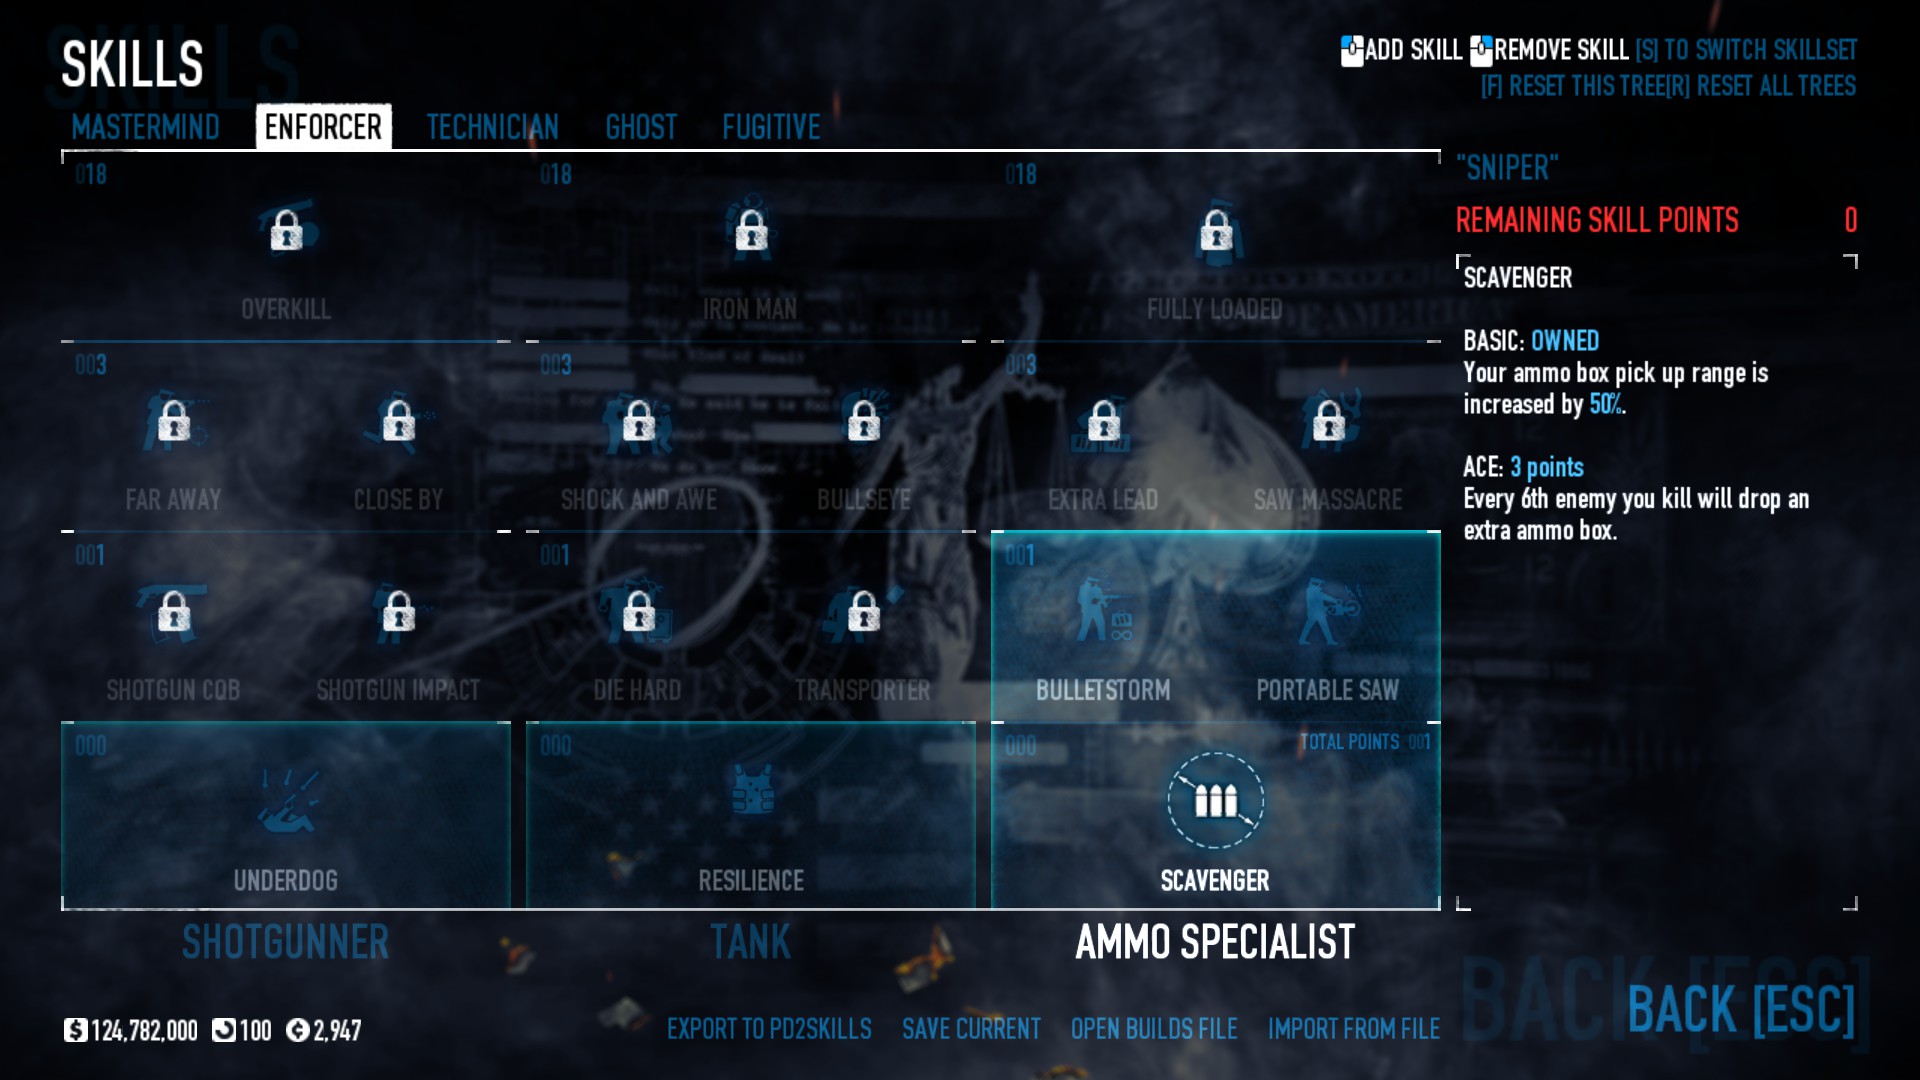 SKILLS
ADD SKILL REMOVE SKILL [S] TO SWITCH SKILLSET
[F] RESET THIS TREE[R] RESET ALL TREES
MASTERMIND ENFORCER TECHNICIAN GHOST FUGITIVE
018 018 018
OVERKILL IRON MAN FULLY LOADED
003 003 003
FAR AWAY CLOSE BY SHOCK AND AWE BULLSEYE EXTRA LEAD SAW MASSACRE
001 001 001
SHOTGUN CQB SHOTGUN IMPACT DIE HARD TRANSPORTER BULLETSTORM PORTABLE SAW
000 000 000 TOTAL POINTS 001
UNDERDOG RESILIENCE SCAVENGER
SHOTGUNNER TANK AMMO SPECIALIST
"SNIPER"
REMAINING SKILL POINTS 0
SCAVENGER
BASIC: OWNED
Your ammo box pick up range is
increased by 50%.
ACE: 3 points
Every 6th enemy you kill will drop an
extra ammo box.
124,782,000 100 2,947
EXPORT TO PD2SKILLS SAVE CURRENT OPEN BUILDS FILE IMPORT FROM FILE
BACK [ESC]